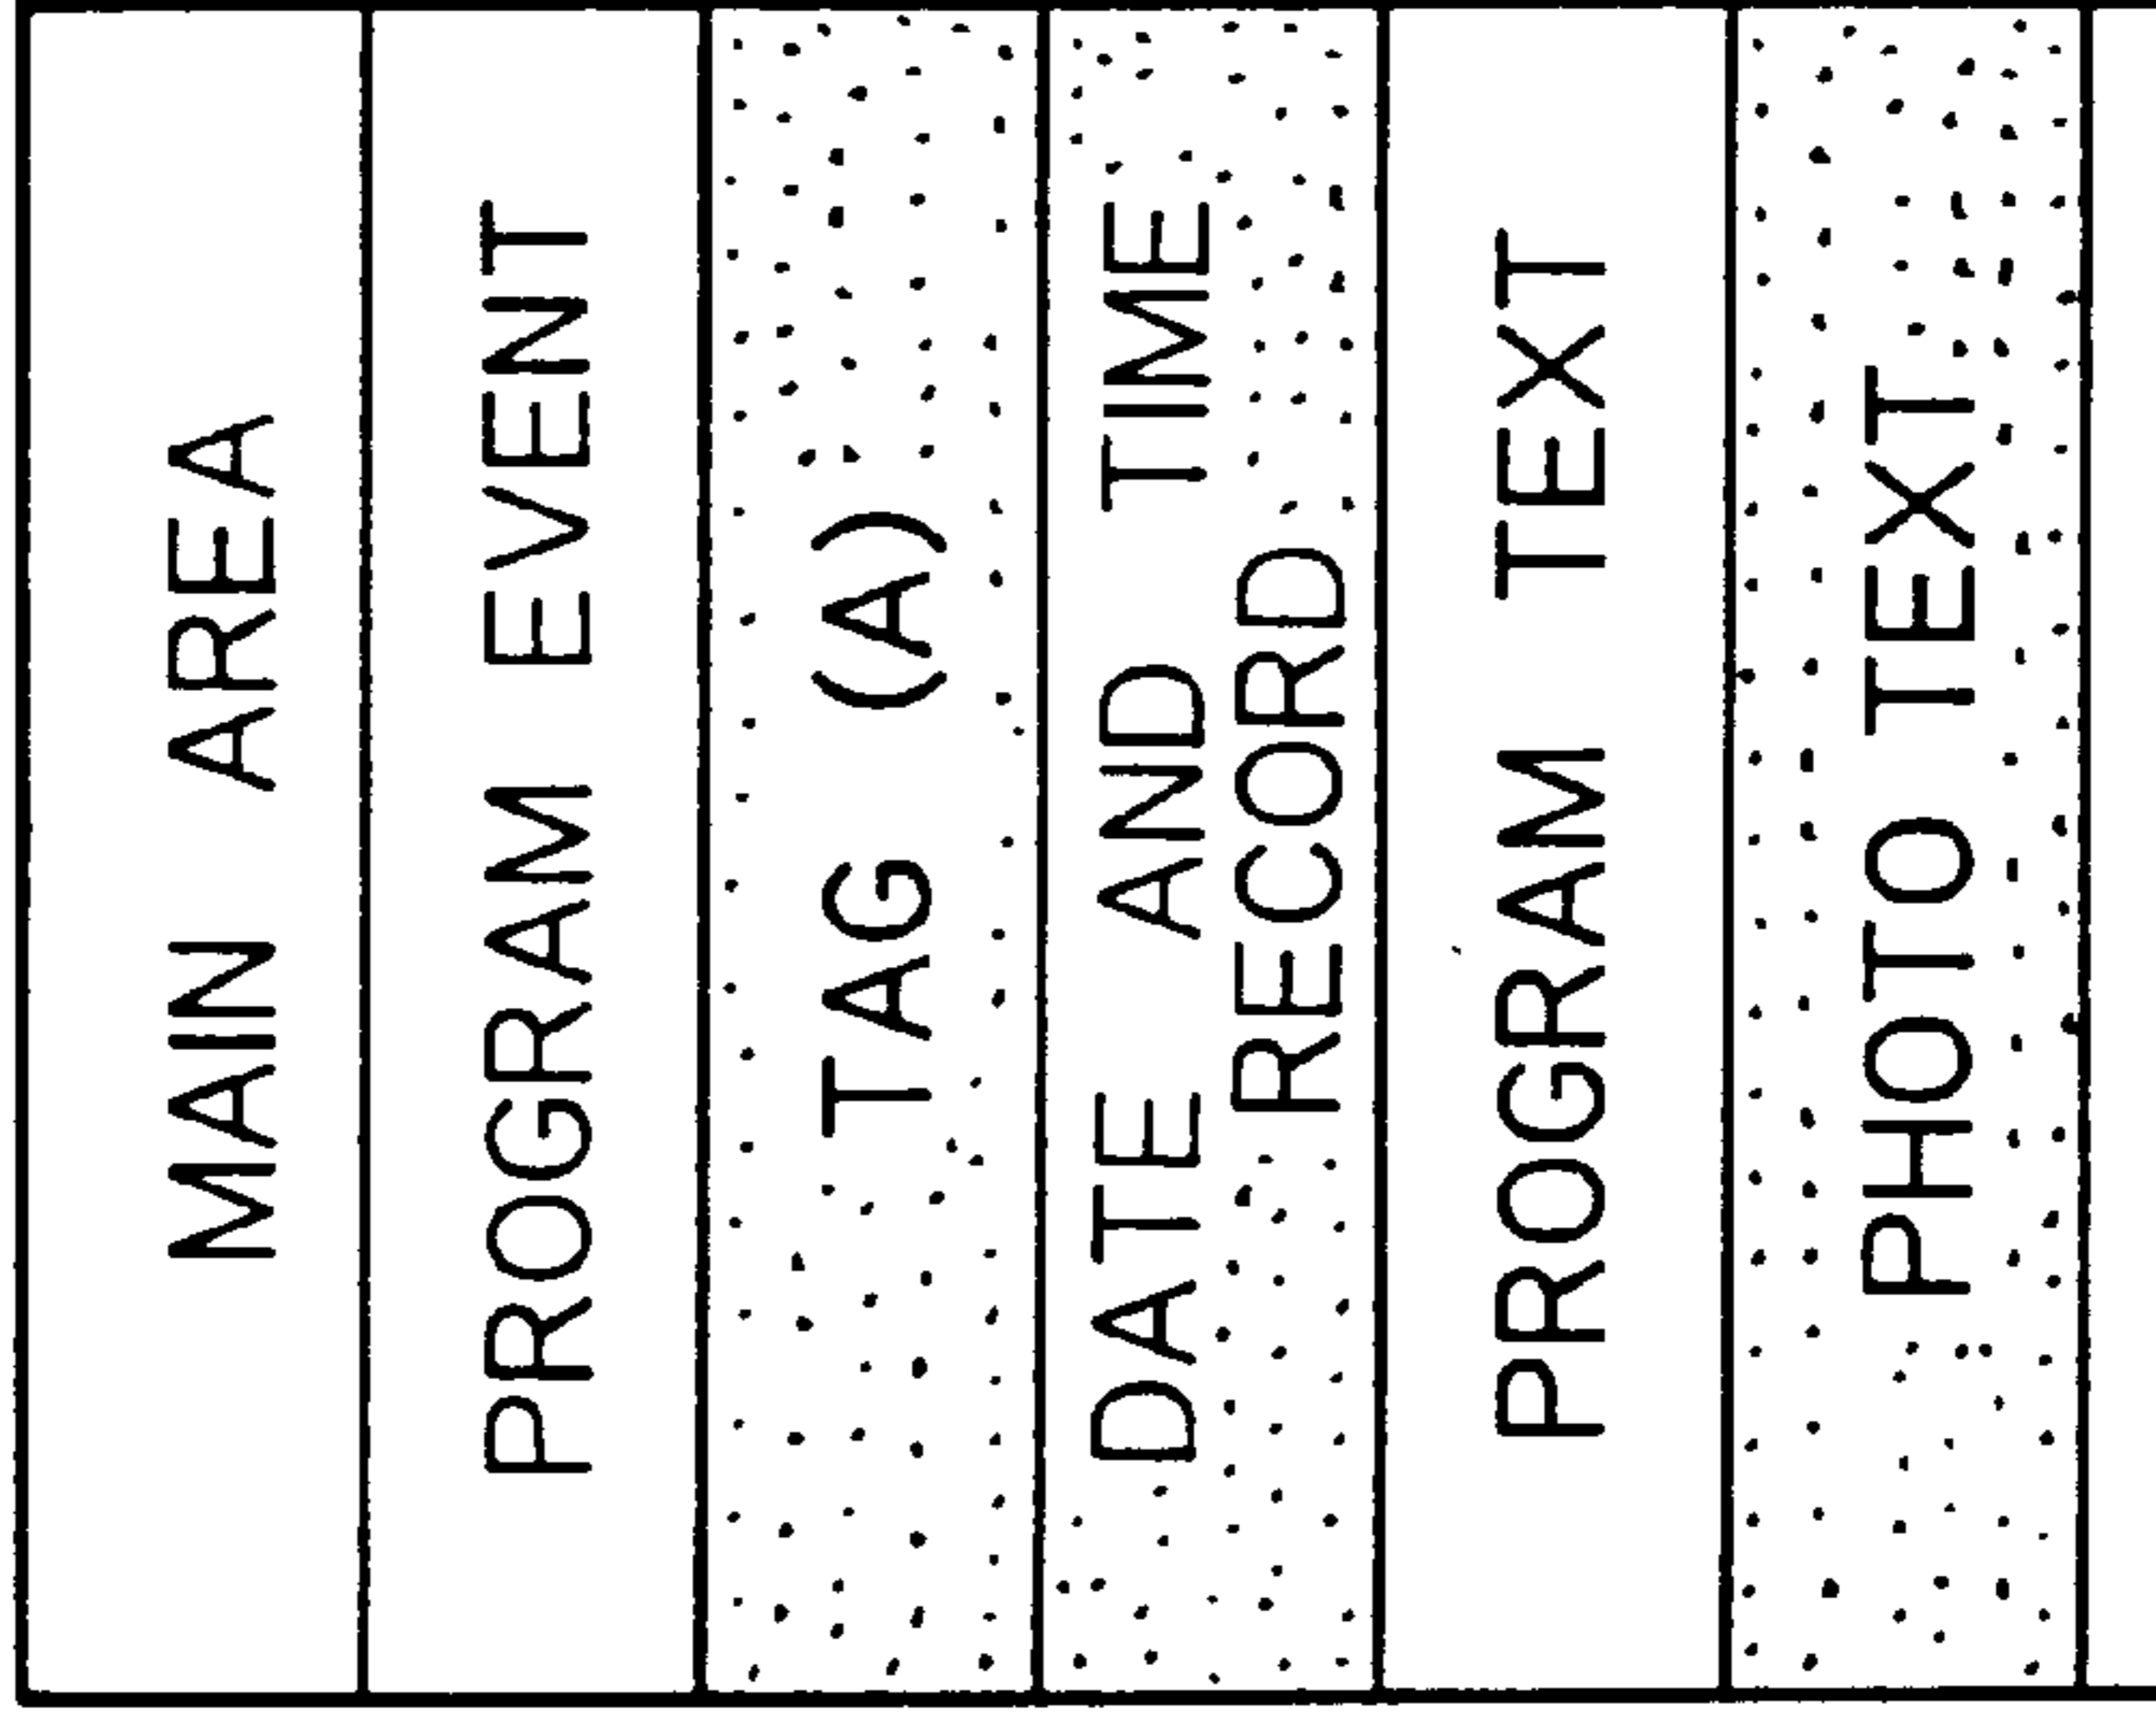 MAIN AREA
PROGRAM EVENT
TAG (A)
DATE AND TIME
RECORD
PROGRAM TEXT
PHOTO TEXT